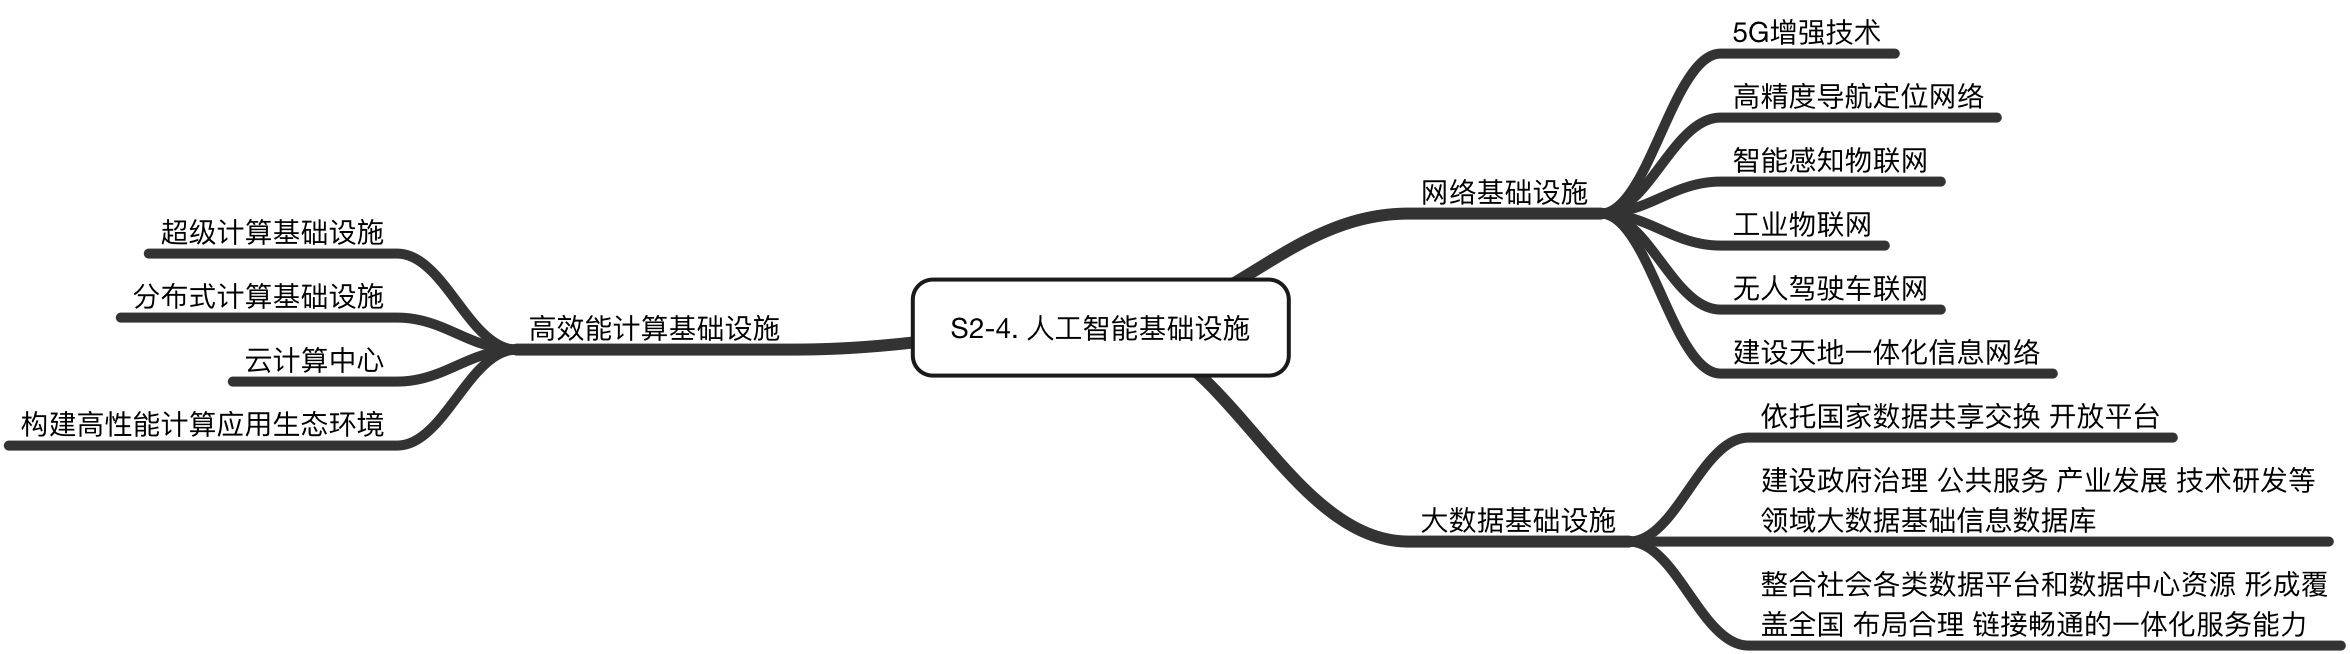 S2-4. 人工智能基础设施
网络基础设施
5G增强技术
高精度导航定位网络
智能感知物联网
工业物联网
无人驾驶车联网
建设天地一体化信息网络
大数据基础设施
依托国家数据共享交换 开放平台
建设政府治理 公共服务 产业发展 技术研发等
领域大数据基础信息数据库
整合社会各类数据平台和数据中心资源 形成覆
盖全国 布局合理 链接畅通的一体化服务能力
高效能计算基础设施
超级计算基础设施
分布式计算基础设施
云计算中心
构建高性能计算应用生态环境